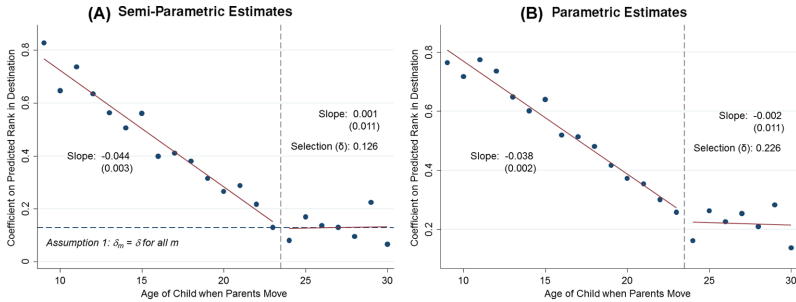 (A) Semi-Parametric Estimates
Coefficient on Predicted Rank in Destination
0.8
0.6
0.4
0.2
0
Slope: 0.001
(0.011)
Selection (δ): 0.126
Slope: -0.044
(0.003)
Assumption 1: δm = δ for all m
10 15 20 25 30
Age of Child when Parents Move
(B) Parametric Estimates
Coefficient on Predicted Rank in Destination
0.8
0.6
0.4
0.2
Slope: -0.002
(0.011)
Selection (δ): 0.226
Slope: -0.038
(0.002)
10 15 20 25 30
Age of Child when Parents Move